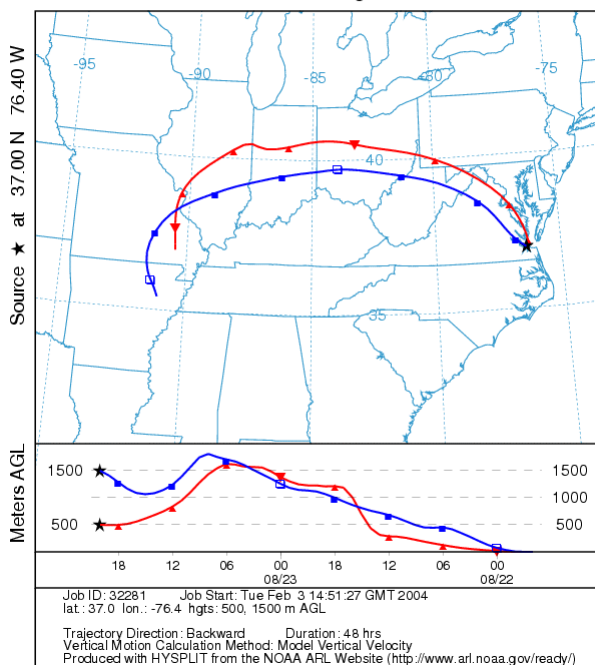 -95
-90
-85
-80
-75
40
35
Source ★ at 37.00 N 76.40 W
Meters AGL
1500
1500
1000
500
500
18 12 06 00 18 12 06 00
08/23 08/22
Job ID: 32281 Job Start: Tue Feb 3 14:51:27 GMT 2004
lat.: 37.0 lon.: -76.4 hgts: 500, 1500 m AGL
Trajectory Direction: Backward Duration: 48 hrs
Vertical Motion Calculation Method: Model Vertical Velocity
Produced with HYSPLIT from the NOAA ARL Website (http://www.arl.noaa.gov/ready/)